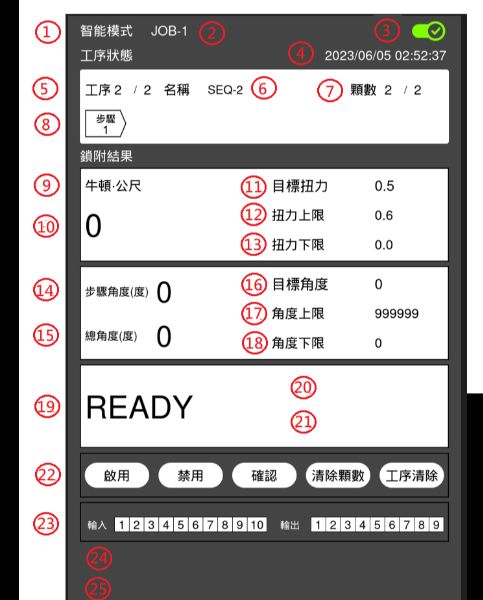 ① 智能模式 JOB-1 ② ③
工序狀態 ④ 2023/06/05 02:52:37
⑤ 工序 2 / 2 名稱 SEQ-2 ⑥ ⑦ 顆數 2 / 2
⑧ 步驟
1
鎖附結果
⑨ 牛頓·公尺 ⑪ 目標扭力 0.5
⑩ 0 ⑫ 扭力上限 0.6
⑬ 扭力下限 0.0
⑭ 步驟角度(度) 0 ⑯ 目標角度 0
⑰ 角度上限 999999
⑮ 總角度(度) 0 ⑱ 角度下限 0
⑲ READY ⑳
㉑
㉒ 啟用 禁用 確認 清除顆數 工序清除
㉓ 輸入 1 2 3 4 5 6 7 8 9 10 輸出 1 2 3 4 5 6 7 8 9
㉔
㉕